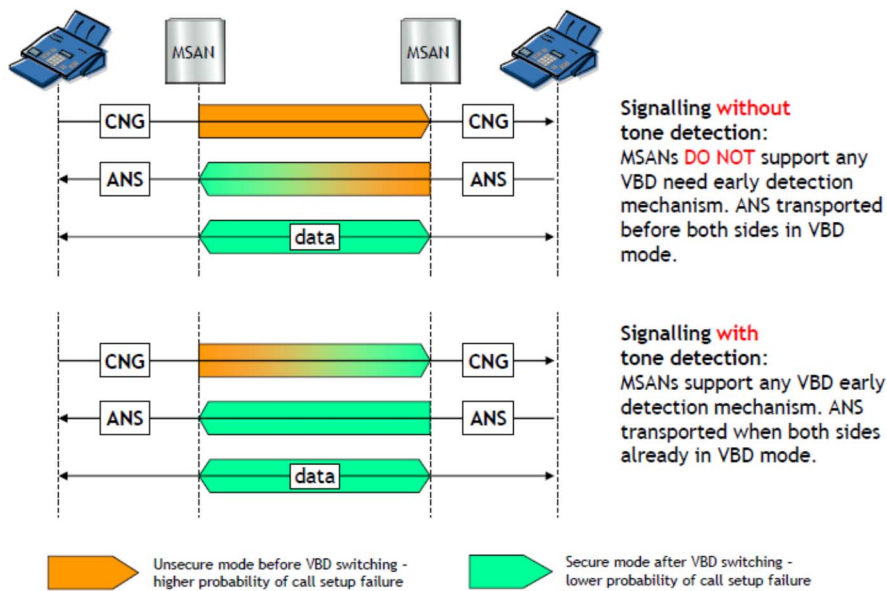 MSAN
MSAN
CNG
CNG
ANS
ANS
data
Signalling without
tone detection:
MSANs DO NOT support any
VBD need early detection
mechanism. ANS transported
before both sides in VBD
mode.
CNG
CNG
ANS
ANS
data
Signalling with
tone detection:
MSANs support any VBD early
detection mechanism. ANS
transported when both sides
already in VBD mode.
Unsecure mode before VBD switching -
higher probability of call setup failure
Secure mode after VBD switching -
lower probability of call setup failure